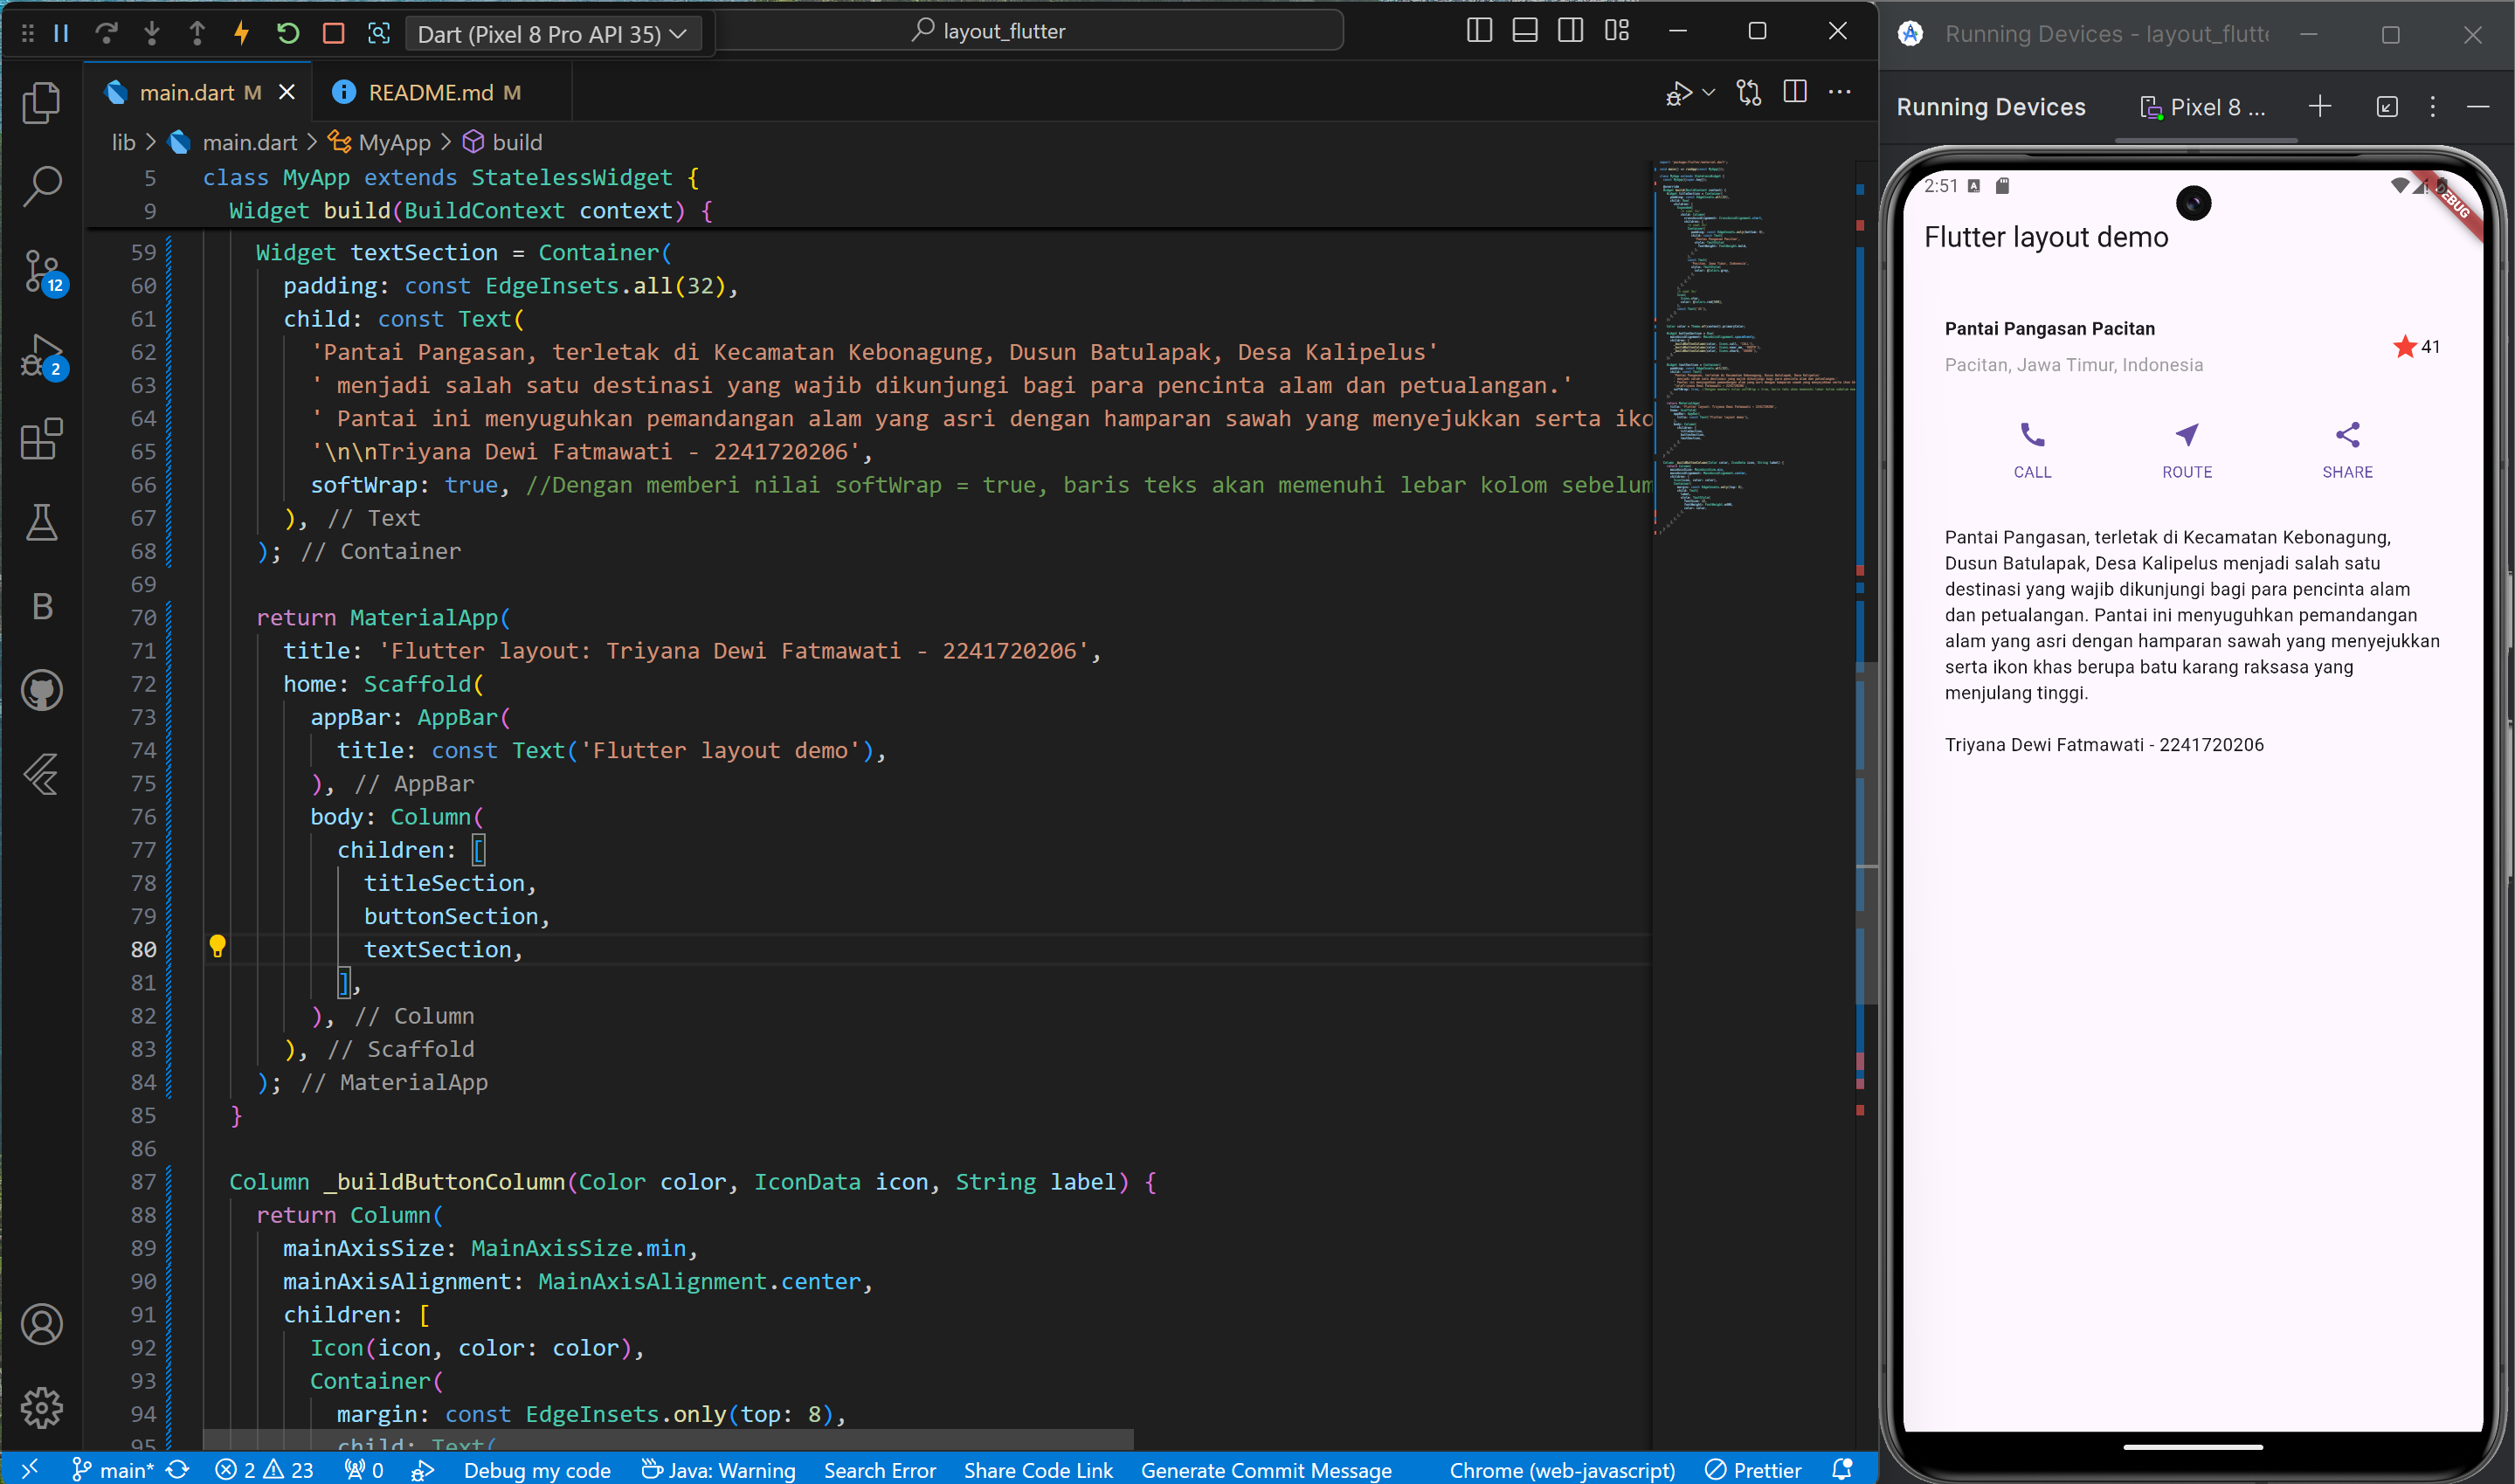 Dart (Pixel 8 Pro API 35)
layout_flutter
main.dart M
README.md M
lib > main.dart > MyApp > build
5 class MyApp extends StatelessWidget {
9 Widget build(BuildContext context) {
59 Widget textSection = Container(
60 padding: const EdgeInsets.all(32),
61 child: const Text(
62 'Pantai Pangasan, terletak di Kecamatan Kebonagung, Dusun Batulapak, Desa Kalipelus'
63 ' menjadi salah satu destinasi yang wajib dikunjungi bagi para pencinta alam dan petualangan.'
64 ' Pantai ini menyuguhkan pemandangan alam yang asri dengan hamparan sawah yang menyejukkan serta iko
65 '\n\nTriyana Dewi Fatmawati - 2241720206',
66 softWrap: true, //Dengan memberi nilai softWrap = true, baris teks akan memenuhi lebar kolom sebelum
67 ), // Text
68 ); // Container
69
70 return MaterialApp(
71 title: 'Flutter layout: Triyana Dewi Fatmawati - 2241720206',
72 home: Scaffold(
73 appBar: AppBar(
74 title: const Text('Flutter layout demo'),
75 ), // AppBar
76 body: Column(
77 children: [
78 titleSection,
79 buttonSection,
80 textSection,
81 ],
82 ), // Column
83 ), // Scaffold
84 ); // MaterialApp
85 }
86
87 Column _buildButtonColumn(Color color, IconData icon, String label) {
88 return Column(
89 mainAxisSize: MainAxisSize.min,
90 mainAxisAlignment: MainAxisAlignment.center,
91 children: [
92 Icon(icon, color: color),
93 Container(
94 margin: const EdgeInsets.only(top: 8),
95 child: Text(
12
2
B
main* 2 23 0 Debug my code Java: Warning Search Error Share Code Link Generate Commit Message Chrome (web-javascript) Prettier
Running Devices - layout_flutt
Running Devices Pixel 8 ...
2:51
DEBUG
Flutter layout demo
Pantai Pangasan Pacitan
Pacitan, Jawa Timur, Indonesia
41
CALL ROUTE SHARE
Pantai Pangasan, terletak di Kecamatan Kebonagung,
Dusun Batulapak, Desa Kalipelus menjadi salah satu
destinasi yang wajib dikunjungi bagi para pencinta alam
dan petualangan. Pantai ini menyuguhkan pemandangan
alam yang asri dengan hamparan sawah yang menyejukkan
serta ikon khas berupa batu karang raksasa yang
menjulang tinggi.
Triyana Dewi Fatmawati - 2241720206